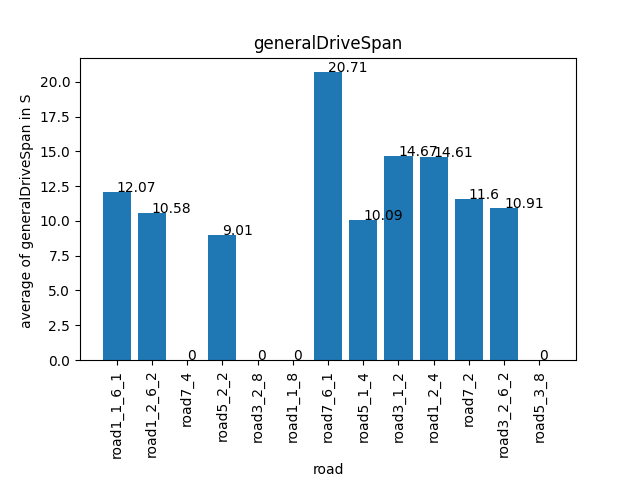 generalDriveSpan
average of generalDriveSpan in S
20.0
17.5
15.0
12.5
10.0
7.5
5.0
2.5
0.0
12.07
10.58
0
9.01
0
0
20.71
10.09
14.67
14.61
11.6
10.91
0
road1_1_6_1
road1_2_6_2
road7_4
road5_2_2
road3_2_8
road1_1_8
road7_6_1
road5_1_4
road3_1_2
road1_2_4
road7_2
road3_2_6_2
road5_3_8
road